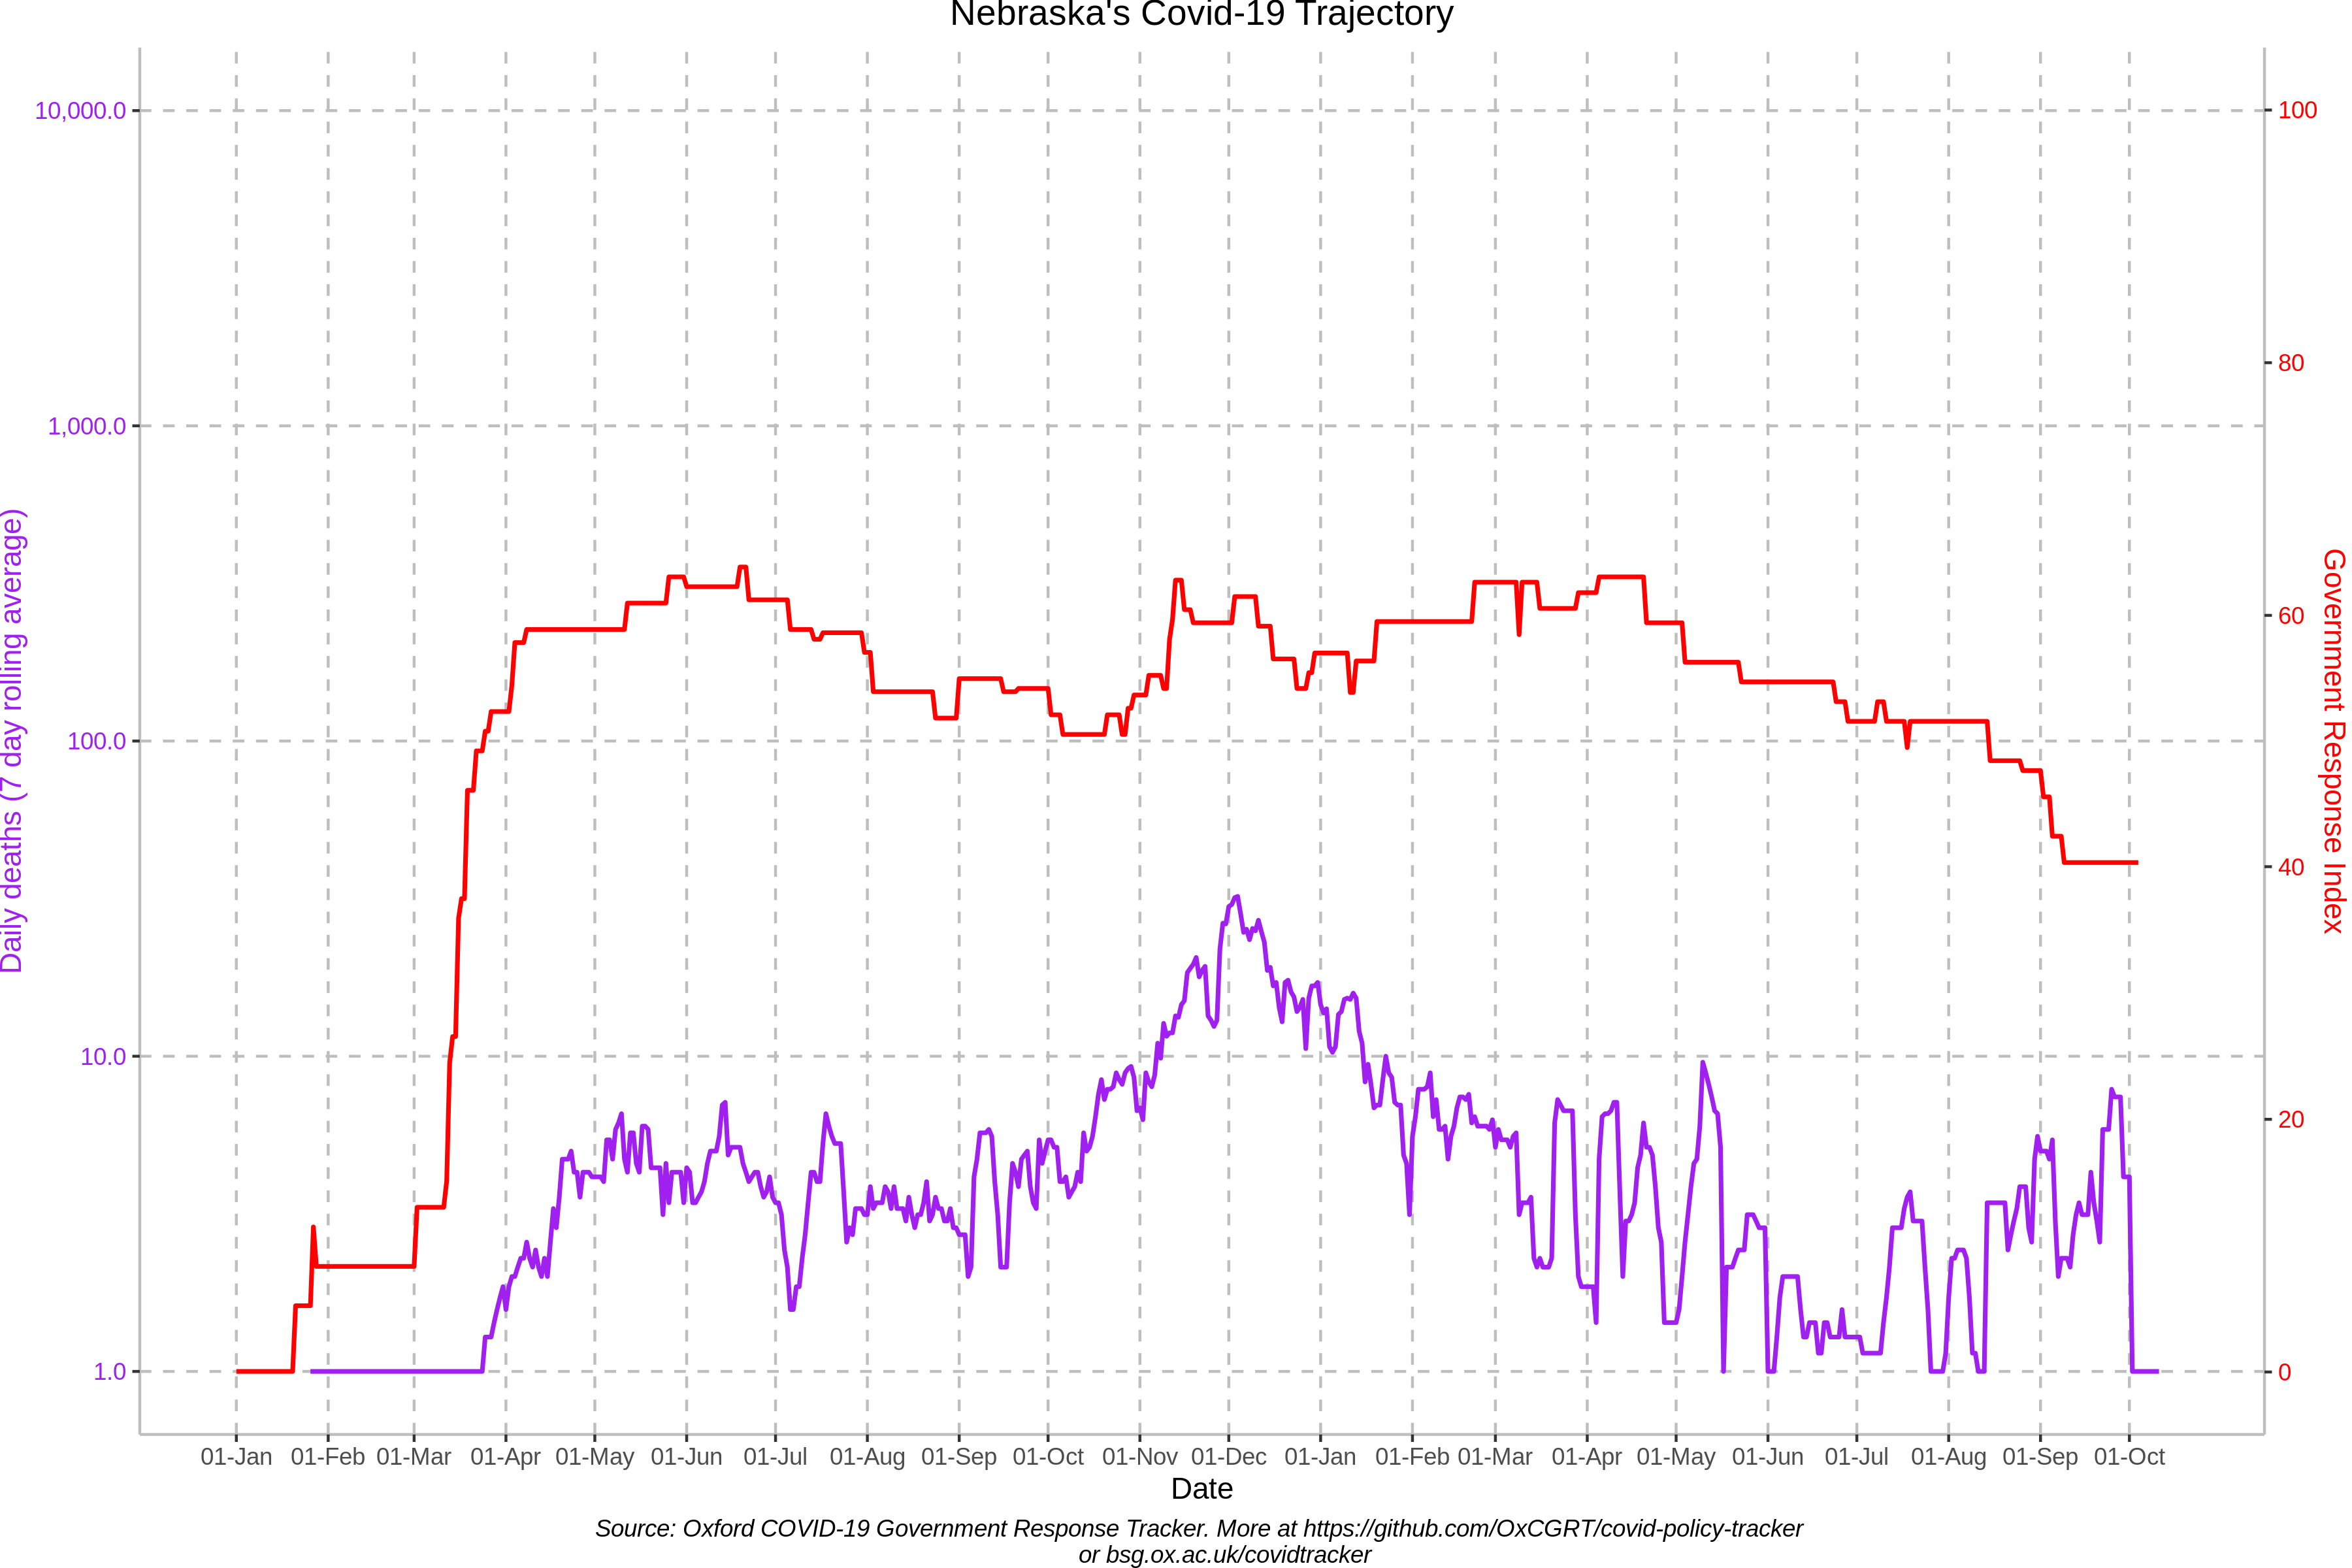 Nebraska's Covid-19 Trajectory
10,000.0
1,000.0
100.0
10.0
1.0
Daily deaths (7 day rolling average)
100
80
60
40
20
0
Government Response Index
01-Jan 01-Feb 01-Mar 01-Apr 01-May 01-Jun 01-Jul 01-Aug 01-Sep 01-Oct 01-Nov 01-Dec 01-Jan 01-Feb 01-Mar 01-Apr 01-May 01-Jun 01-Jul 01-Aug 01-Sep 01-Oct
Date
Source: Oxford COVID-19 Government Response Tracker. More at https://github.com/OxCGRT/covid-policy-tracker
or bsg.ox.ac.uk/covidtracker